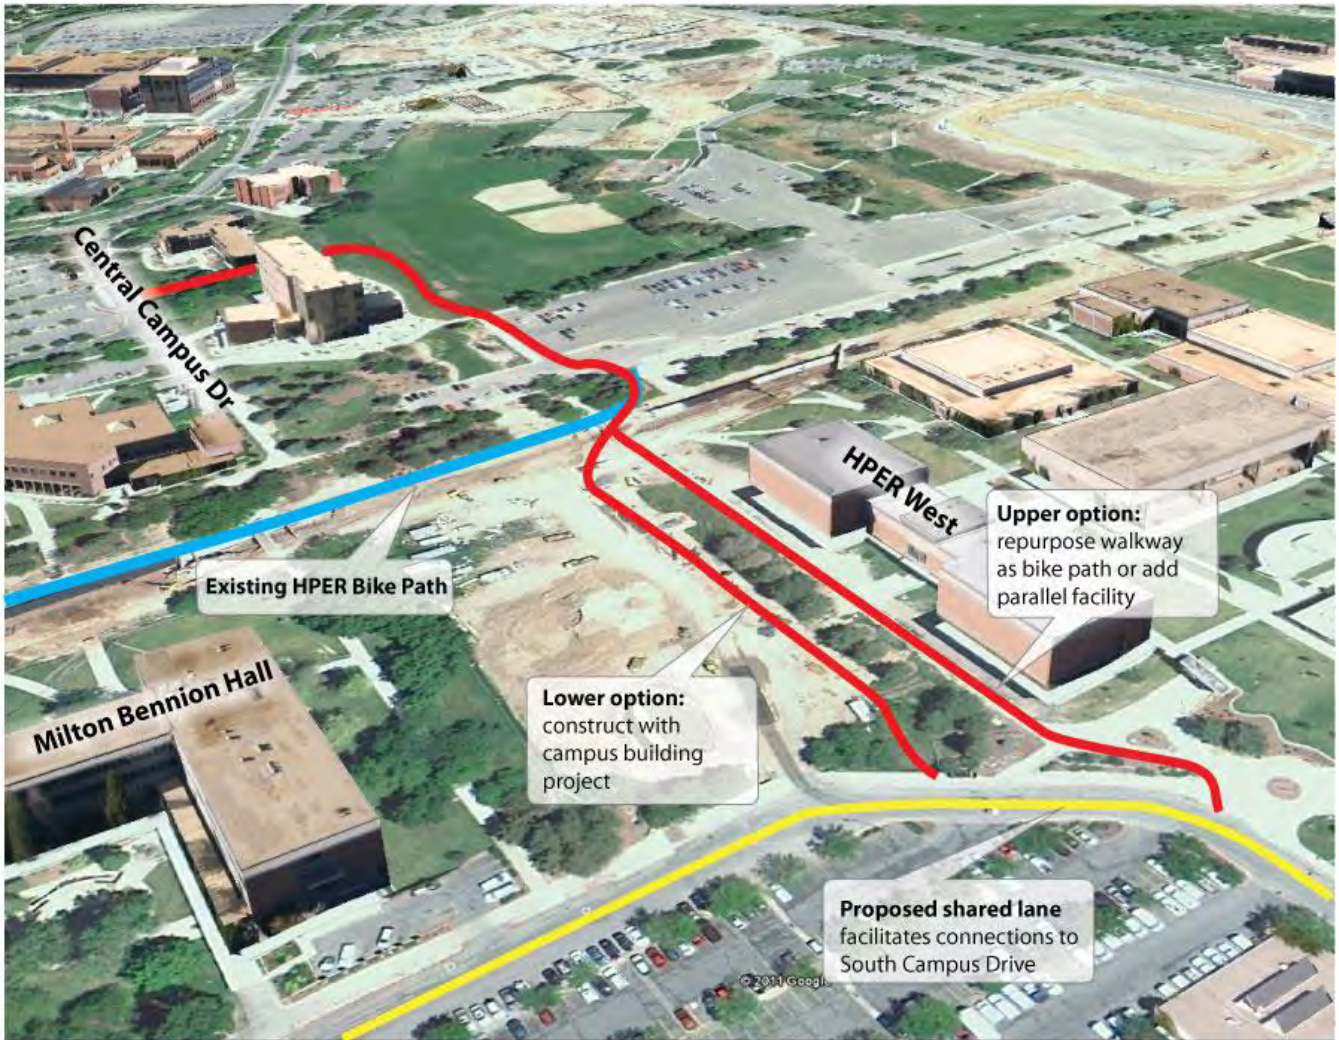 Central Campus Dr
HPER West
Upper option:
repurpose walkway
as bike path or add
parallel facility
Existing HPER Bike Path
Milton Bennion Hall
Lower option:
construct with
campus building
project
Proposed shared lane
facilitates connections to
South Campus Drive
© 2011 Google